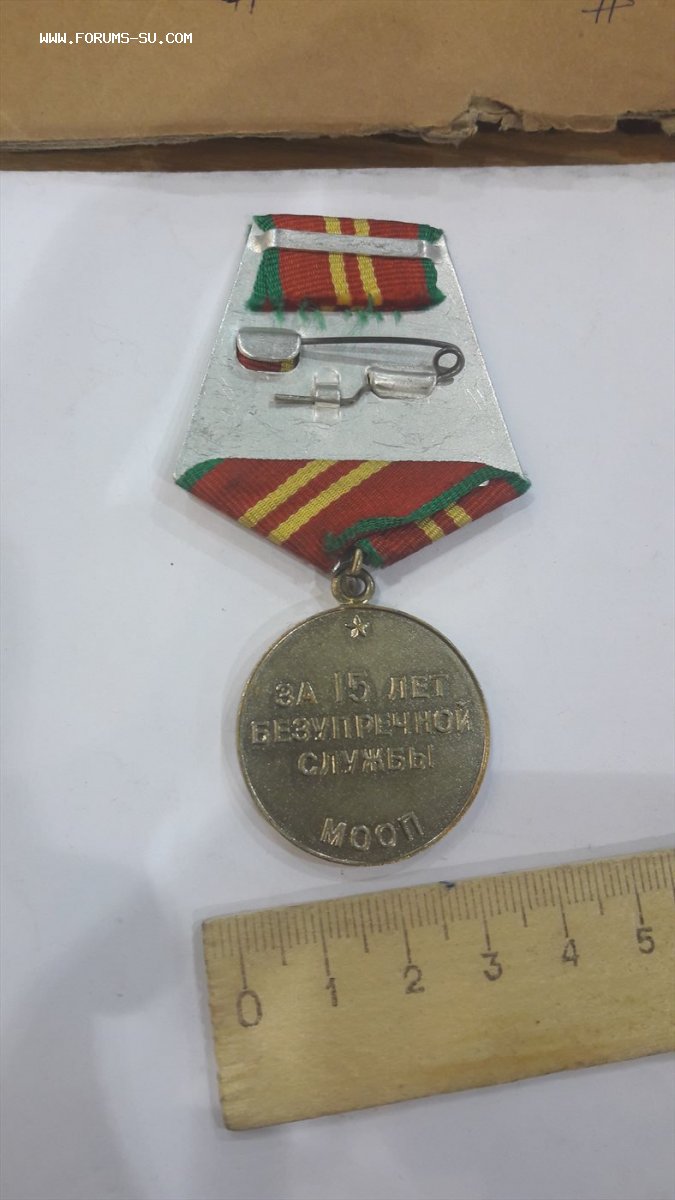 WWW.FORUMS-SU.COM
ЗА 15 ЛЕТ
БЕЗУПРЕЧНОЙ
СЛУЖБЫ
МООП
0 1 2 3 4 5